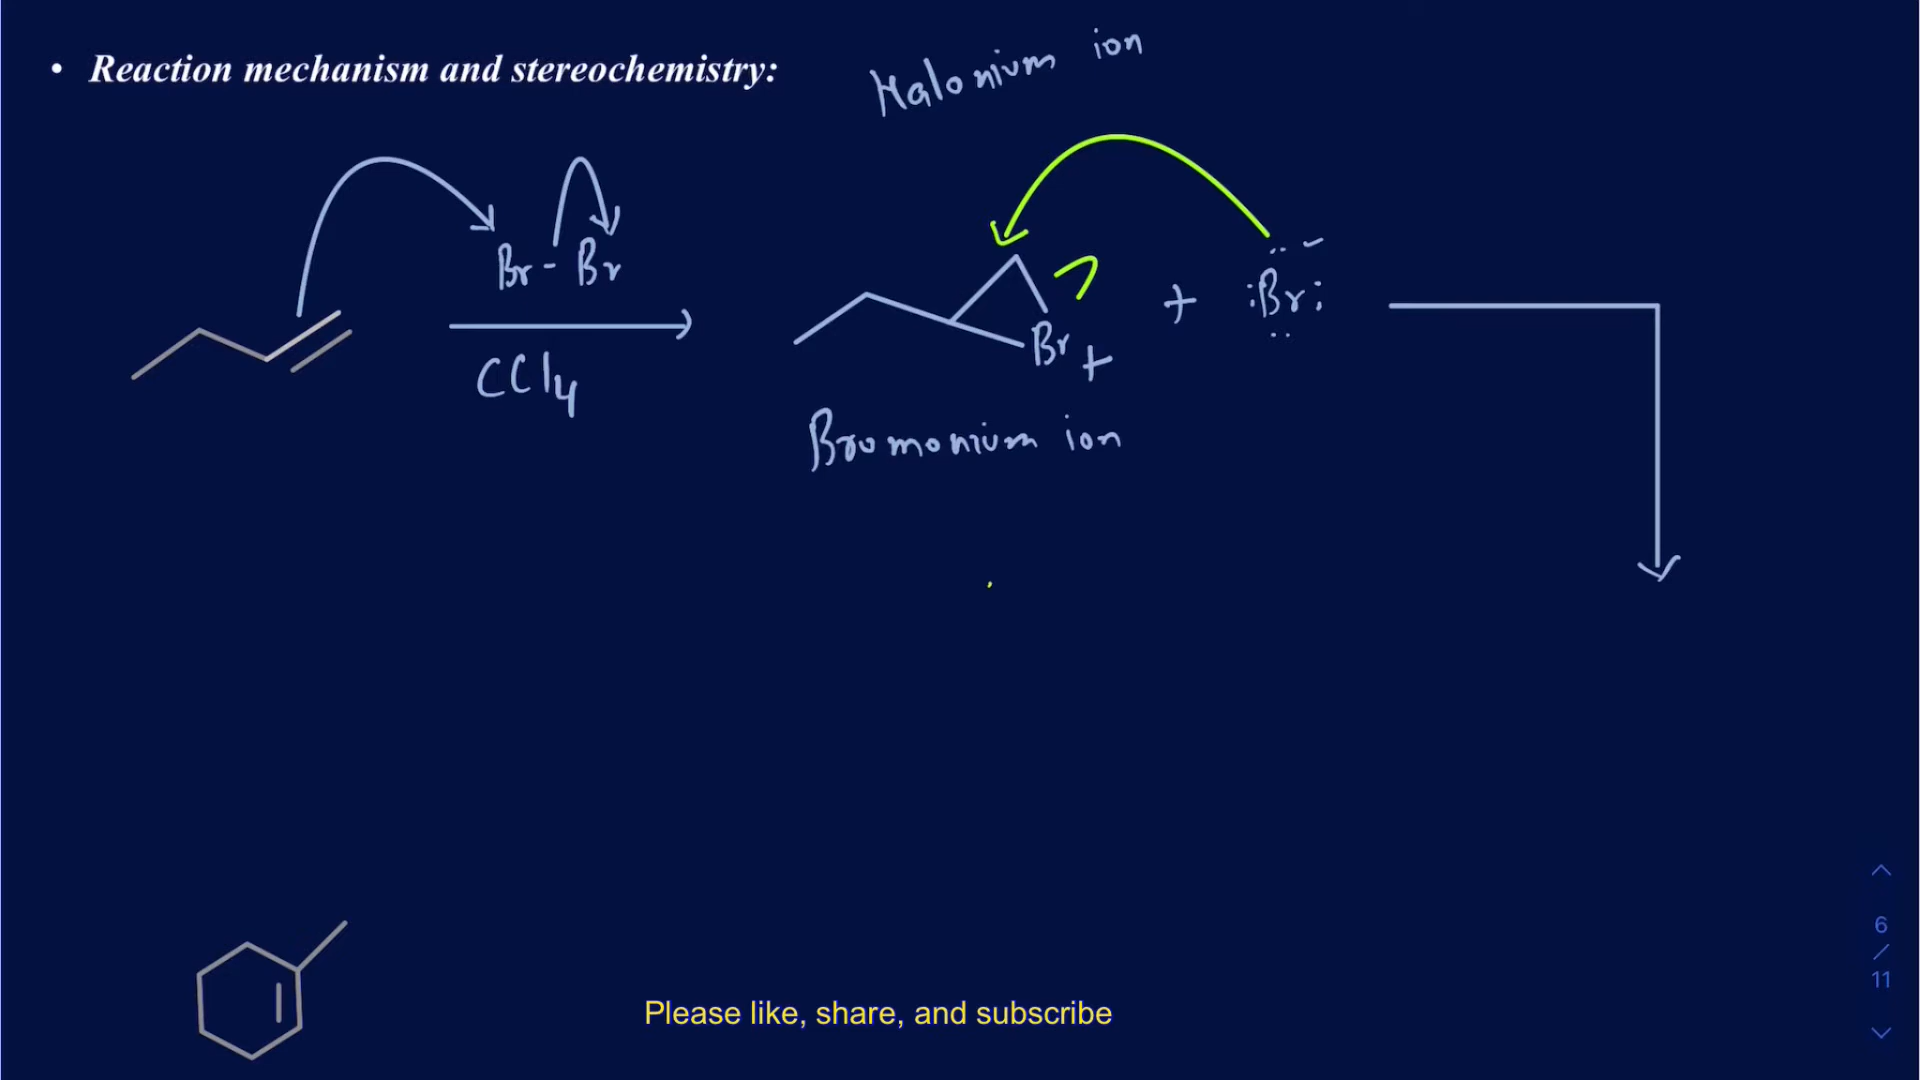 • Reaction mechanism and stereochemistry:
Halonium ion
Br - Br
CCl4
Br +
+ :Br: -
Bromonium ion
6
/
11
Please like, share, and subscribe